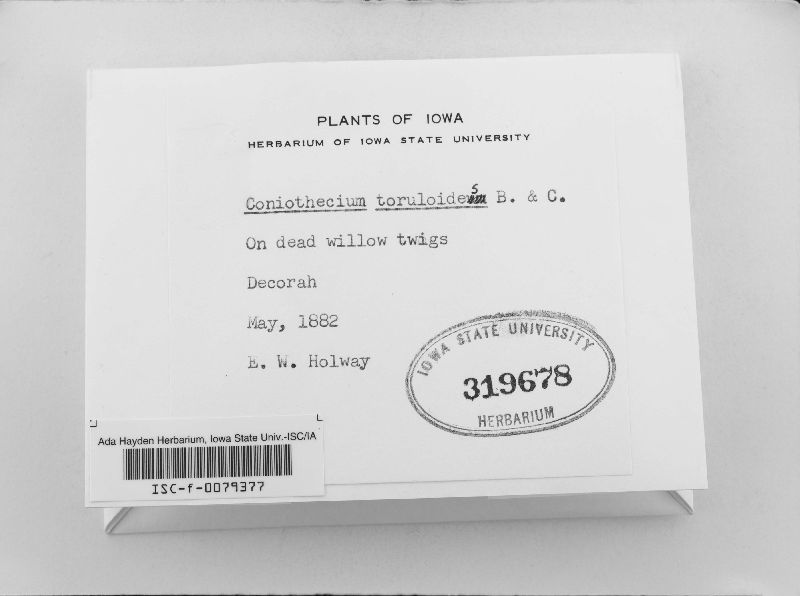 PLANTS OF IOWA
HERBARIUM OF IOWA STATE UNIVERSITY
Coniothecium toruloides B. & C.
On dead willow twigs
Decorah
May, 1882
E. W. Holway
IOWA STATE UNIVERSITY
319678
HERBARIUM
Ada Hayden Herbarium, Iowa State Univ.-ISC/IA
ISC-f-0079377